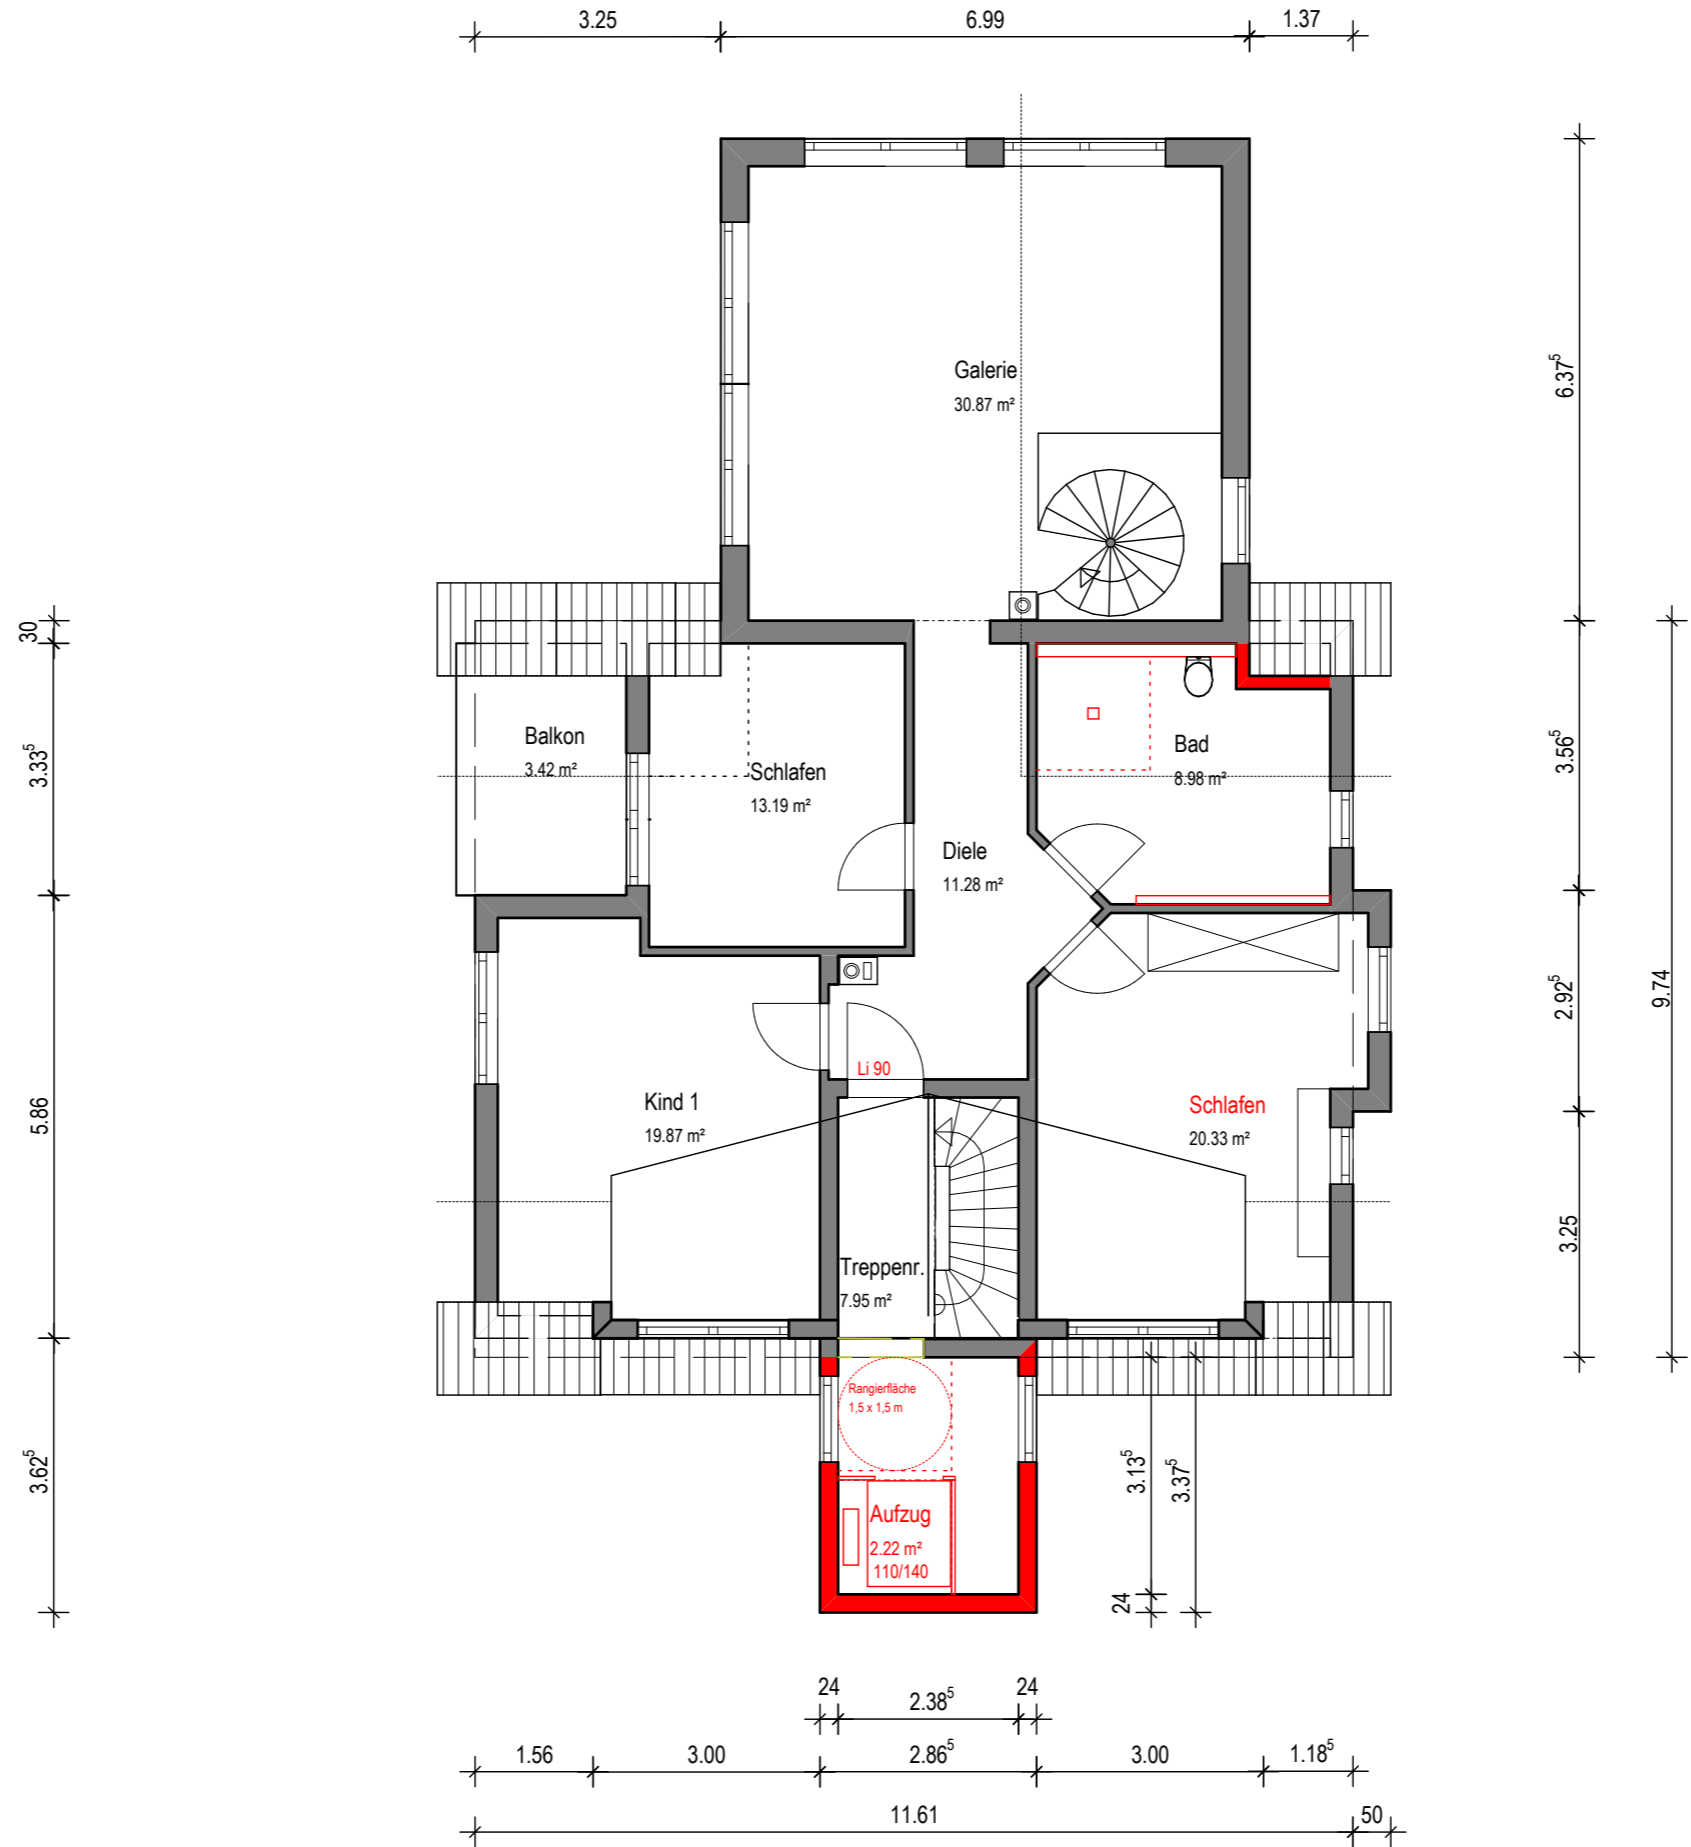 3.25
6.99
1.37
Galerie
30.87 m²
6.37⁵
30
Balkon
3.42 m²
Schlafen
13.19 m²
Bad
8.98 m²
3.33⁵
3.56⁵
Diele
11.28 m²
2.92⁵
9.74
Li 90
Kind 1
19.87 m²
Schlafen
20.33 m²
5.86
3.25
Treppenr.
7.95 m²
Rangierfläche
1,5 x 1,5 m
3.62⁵
3.13⁵
3.37⁵
Aufzug
2.22 m²
110/140
24
24
2.38⁵
24
1.56
3.00
2.86⁵
3.00
1.18⁵
11.61
50